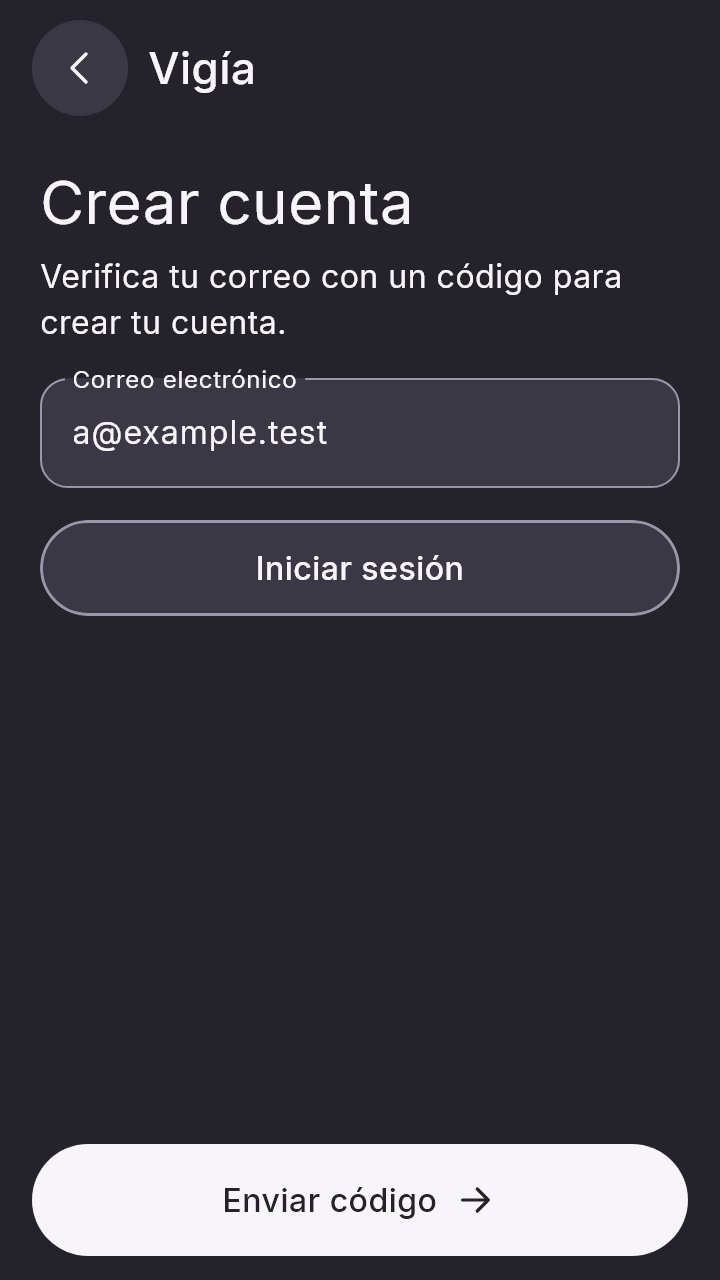 Vigía
Crear cuenta
Verifica tu correo con un código para
crear tu cuenta.
Correo electrónico
a@example.test
Iniciar sesión
Enviar código